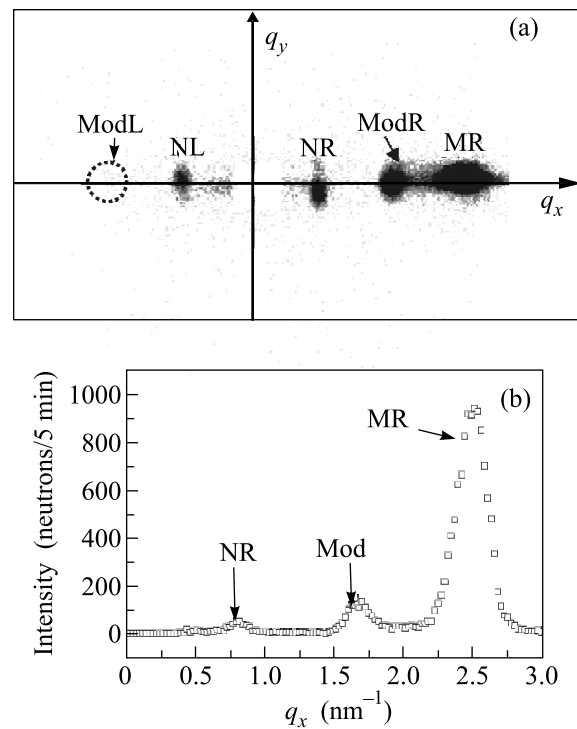 (a)
q_y
ModL
NL
NR
ModR
MR
q_x
(b)
Intensity (neutrons/5 min)
1000
800
600
400
200
0
MR
NR
Mod
0 0.5 1.0 1.5 2.0 2.5 3.0
q_x (nm⁻¹)